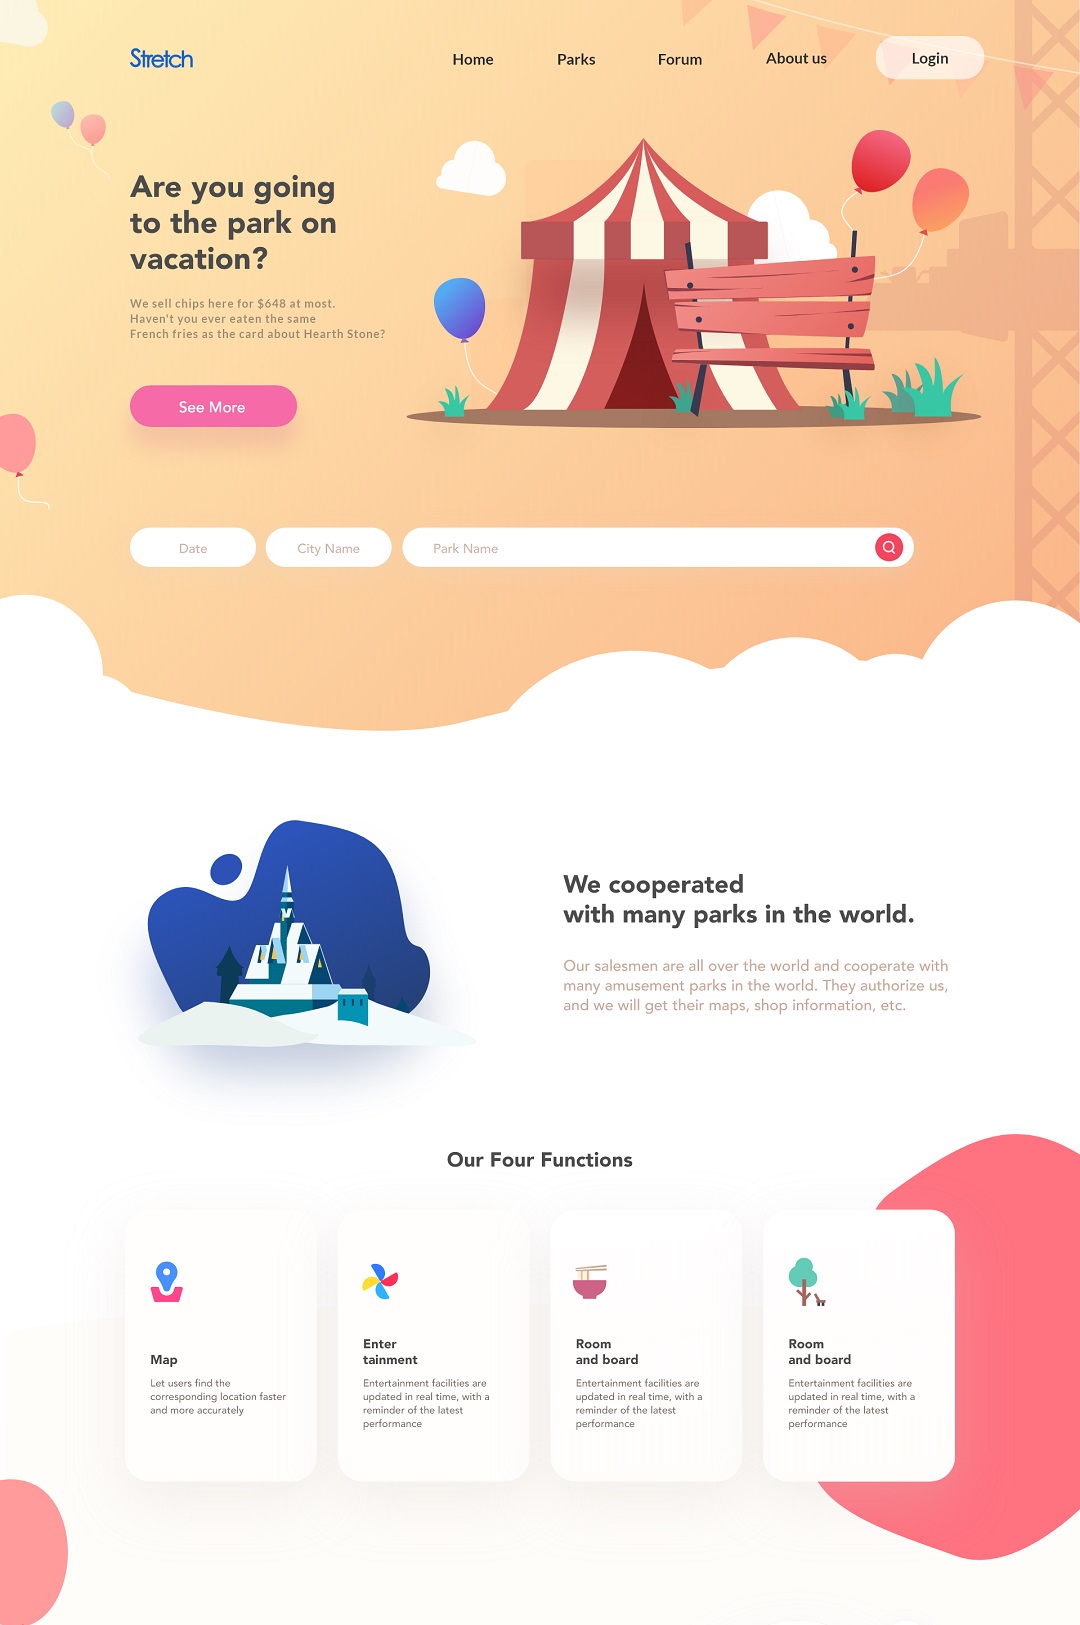 Stretch
Home
Parks
Forum
About us
Login
Are you going
to the park on
vacation?
We sell chips here for $648 at most.
Haven't you ever eaten the same
French fries as the card about Hearth Stone?
See More
Date
City Name
Park Name
We cooperated
with many parks in the world.
Our salesmen are all over the world and cooperate with
many amusement parks in the world. They authorize us,
and we will get their maps, shop information, etc.
Our Four Functions
Map
Let users find the
corresponding location faster
and more accurately
Enter
tainment
Entertainment facilities are
updated in real time, with a
reminder of the latest
performance
Room
and board
Entertainment facilities are
updated in real time, with a
reminder of the latest
performance
Room
and board
Entertainment facilities are
updated in real time, with a
reminder of the latest
performance